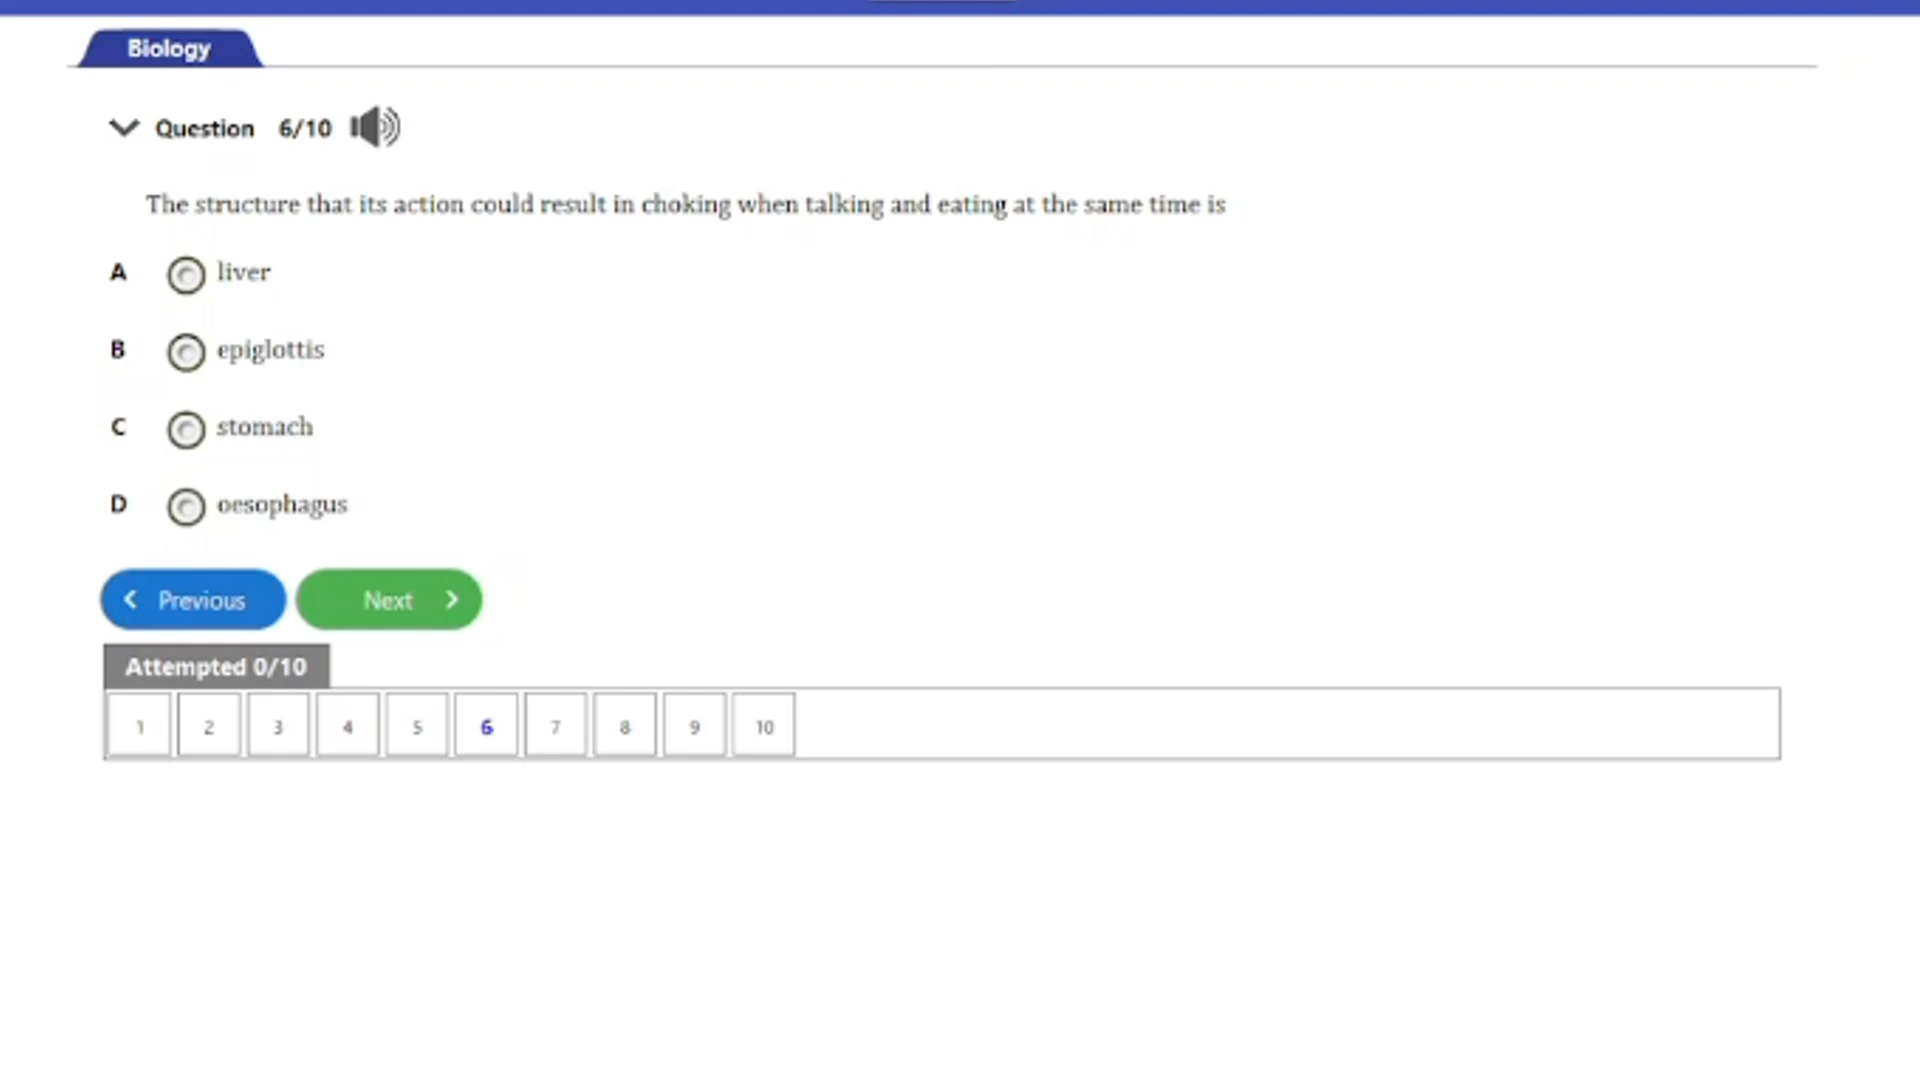 Biology
Question 6/10
The structure that its action could result in choking when talking and eating at the same time is
A liver
B epiglottis
C stomach
D oesophagus
Previous Next
Attempted 0/10
1 2 3 4 5 6 7 8 9 10